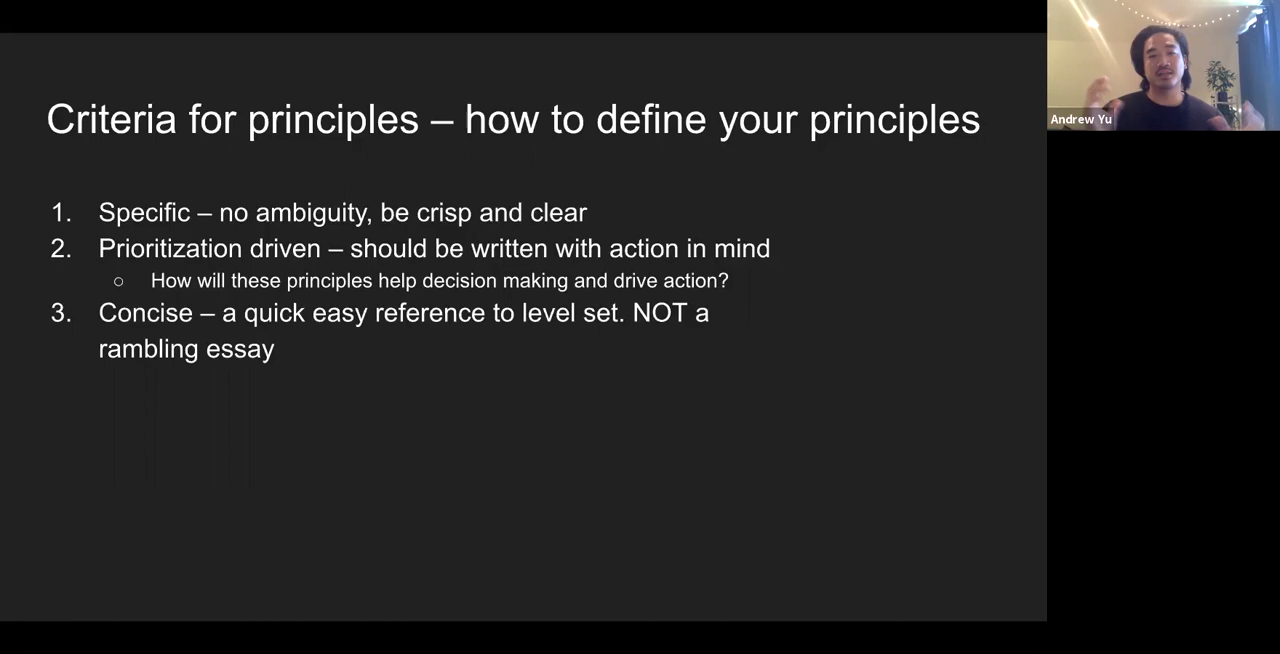 Criteria for principles – how to define your principles
1. Specific – no ambiguity, be crisp and clear
2. Prioritization driven – should be written with action in mind
○ How will these principles help decision making and drive action?
3. Concise – a quick easy reference to level set. NOT a
rambling essay
Andrew Yu